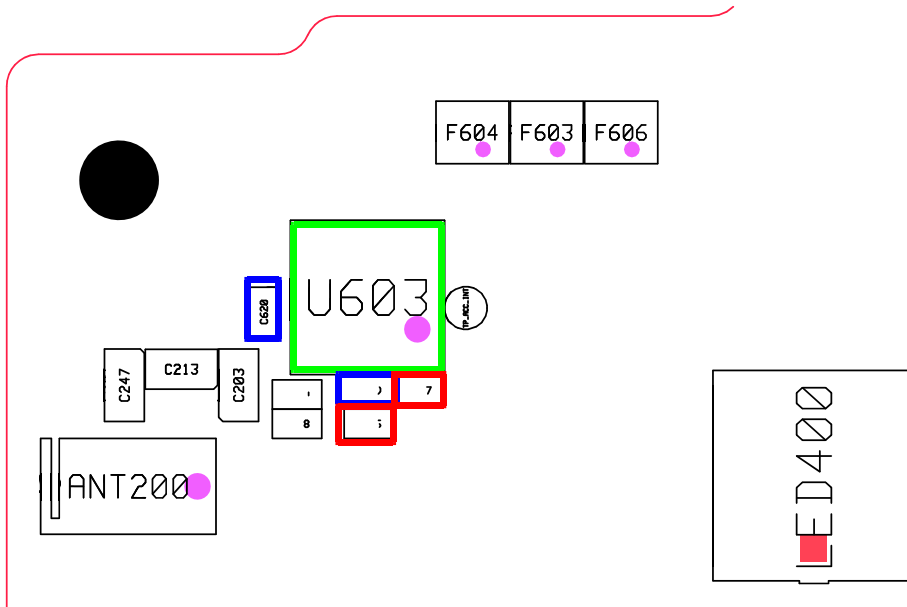 F604 F603 F606
U603
C620
TP_ACC_INT
C247
C213
C203
7
8
ANT200
LED400